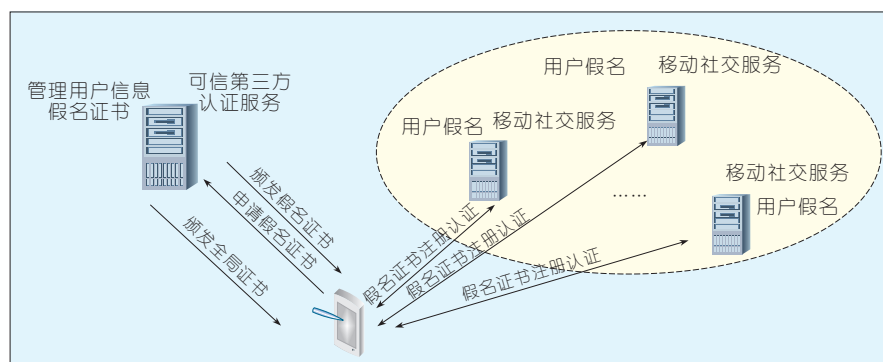 管理用户信息
假名证书
可信第三方
认证服务
颁发假名证书
申请假名证书
颁发全局证书
用户假名
移动社交服务
用户假名
移动社交服务
移动社交服务
用户假名
……
假名证书注册认证
假名证书注册认证
假名证书注册认证